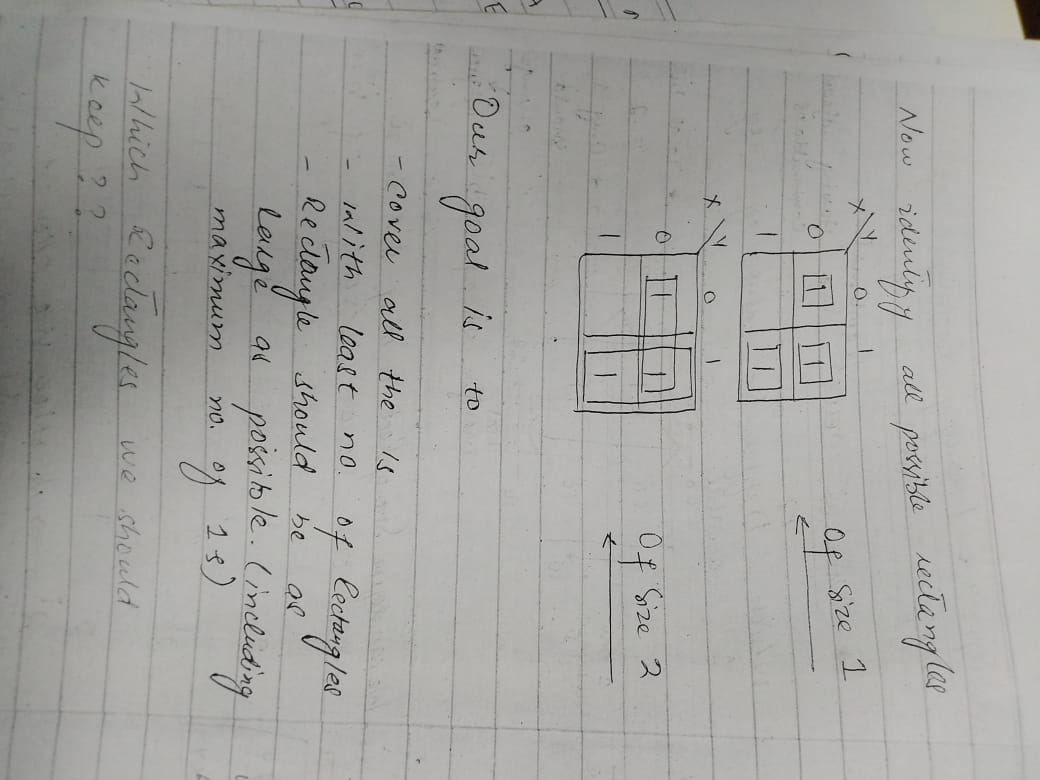 Now identify all possible rectangles
X Y 0 1
0 1 1
1 1
Of size 1
X Y 0 1
0 1 1
1 1
Of size 2
Our goal is to
- Cover all the 1s
- With least no. of Rectangles
- Rectangle should be as
large as possible. (including
maximum no. of 1s)
Which Rectangles we should
keep ??